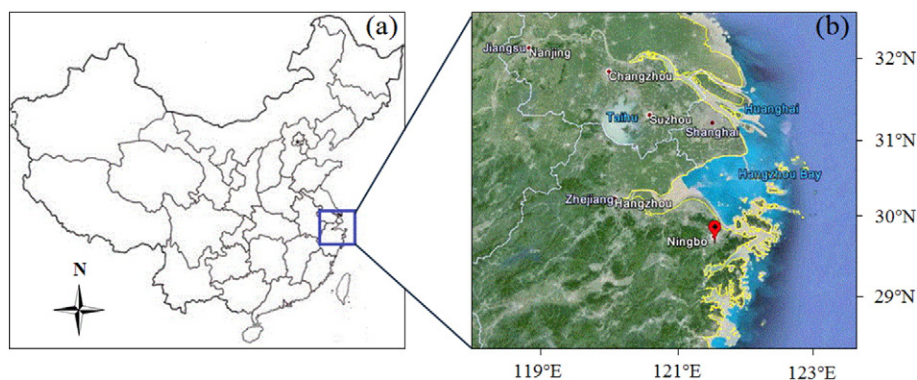 (a)
N
(b)
Jiangsu
Nanjing
Changzhou
Taihu
Suzhou
Huanghai
Shanghai
Hangzhou Bay
Zhejiang
Hangzhou
Ningbo
32°N
31°N
30°N
29°N
119°E
121°E
123°E